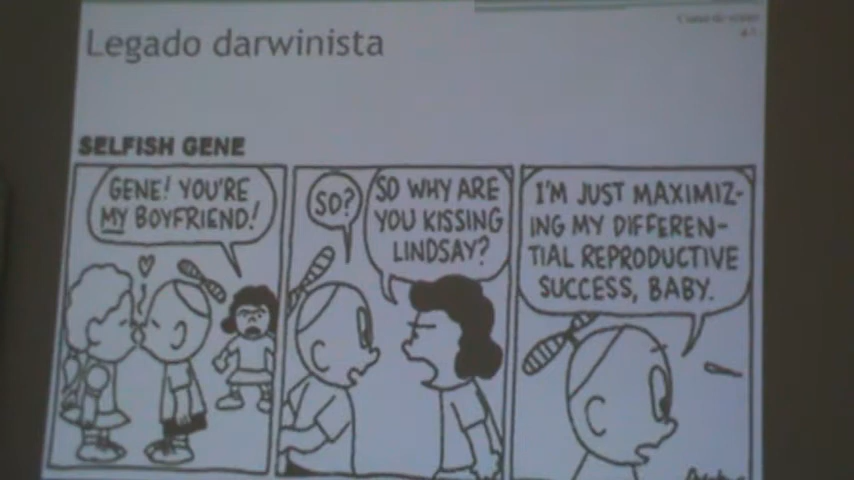 Legado darwinista
SELFISH GENE
GENE! YOU'RE
MY BOYFRIEND!
SO?
SO WHY ARE
YOU KISSING
LINDSAY?
I'M JUST MAXIMIZ-
ING MY DIFFEREN-
TIAL REPRODUCTIVE
SUCCESS, BABY.